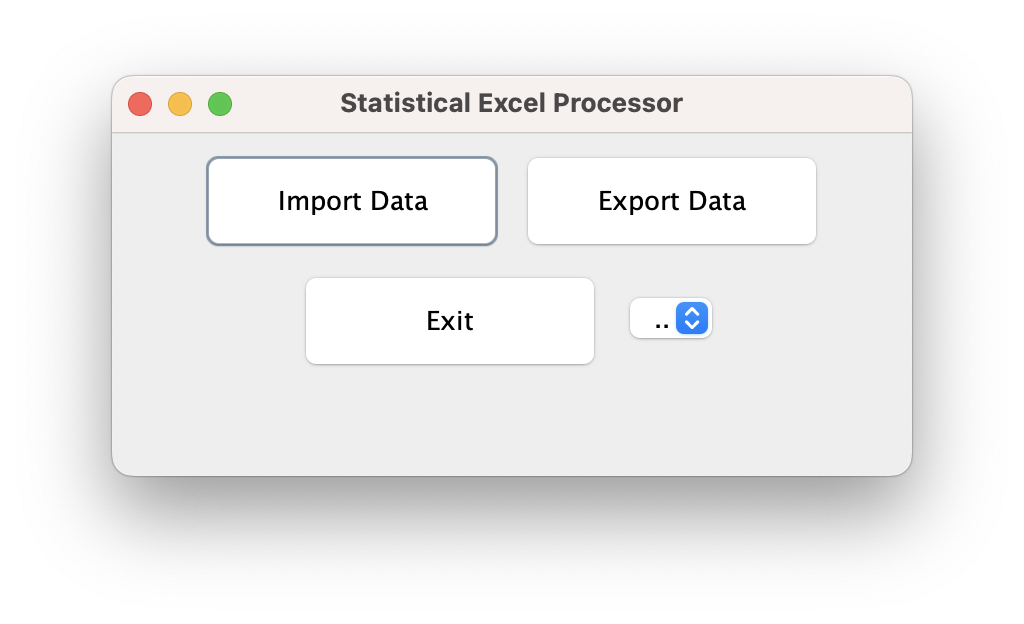 Statistical Excel Processor
Import Data
Export Data
Exit
..